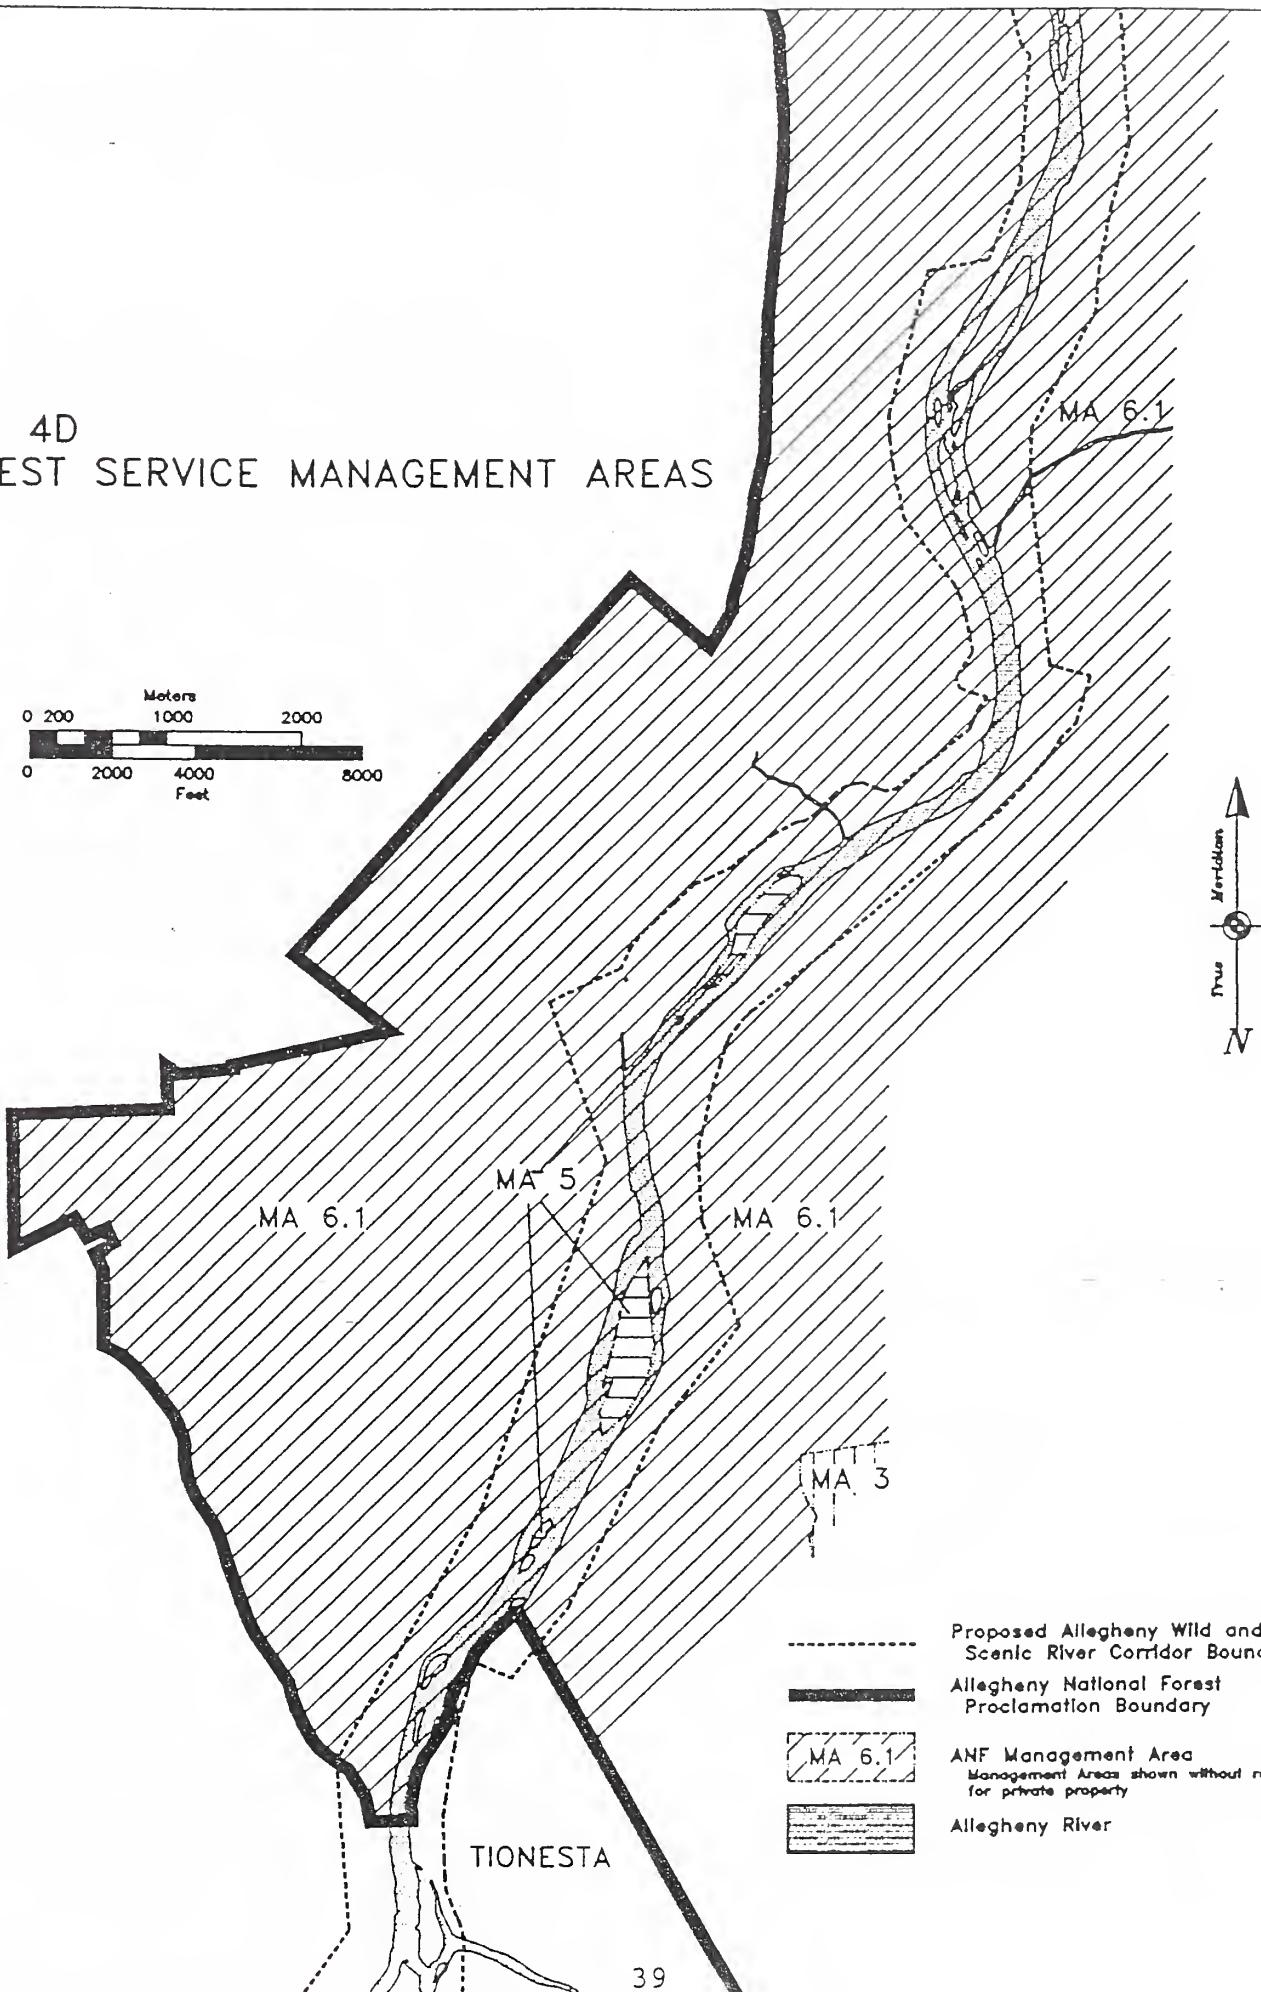 4D
EST SERVICE MANAGEMENT AREAS
MA 6.1
Meters
0 200 1000 2000
0 2000 4000 8000
Feet
True Meridian
N
MA 5
MA 6.1
MA 6.1
MA 3
Proposed Allegheny Wild and
Scenic River Corridor Bound
Allegheny National Forest
Proclamation Boundary
MA 6.1
ANF Management Area
Management Areas shown without r
for private property
Allegheny River
TIONESTA
39